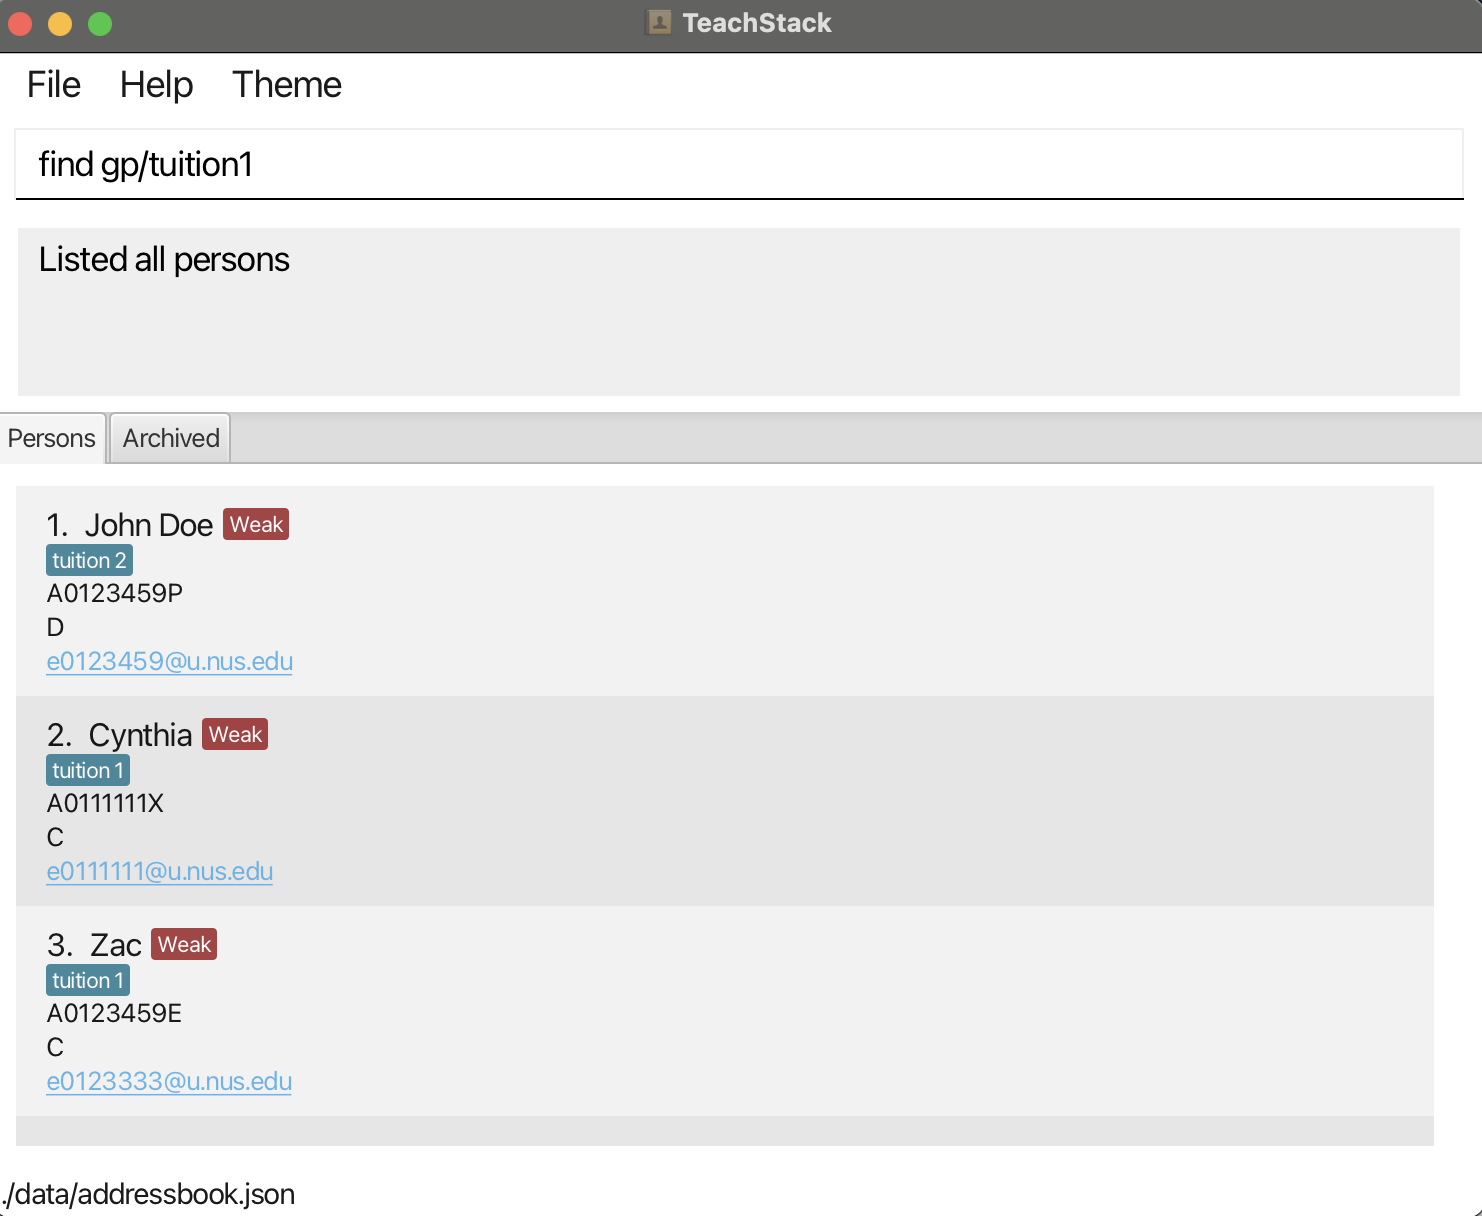 TeachStack
File Help Theme
find gp/tuition1
Listed all persons
Persons Archived
1. John Doe Weak
tuition 2
A0123459P
D
e0123459@u.nus.edu
2. Cynthia Weak
tuition 1
A0111111X
C
e0111111@u.nus.edu
3. Zac Weak
tuition 1
A0123459E
C
e0123333@u.nus.edu
./data/addressbook.json